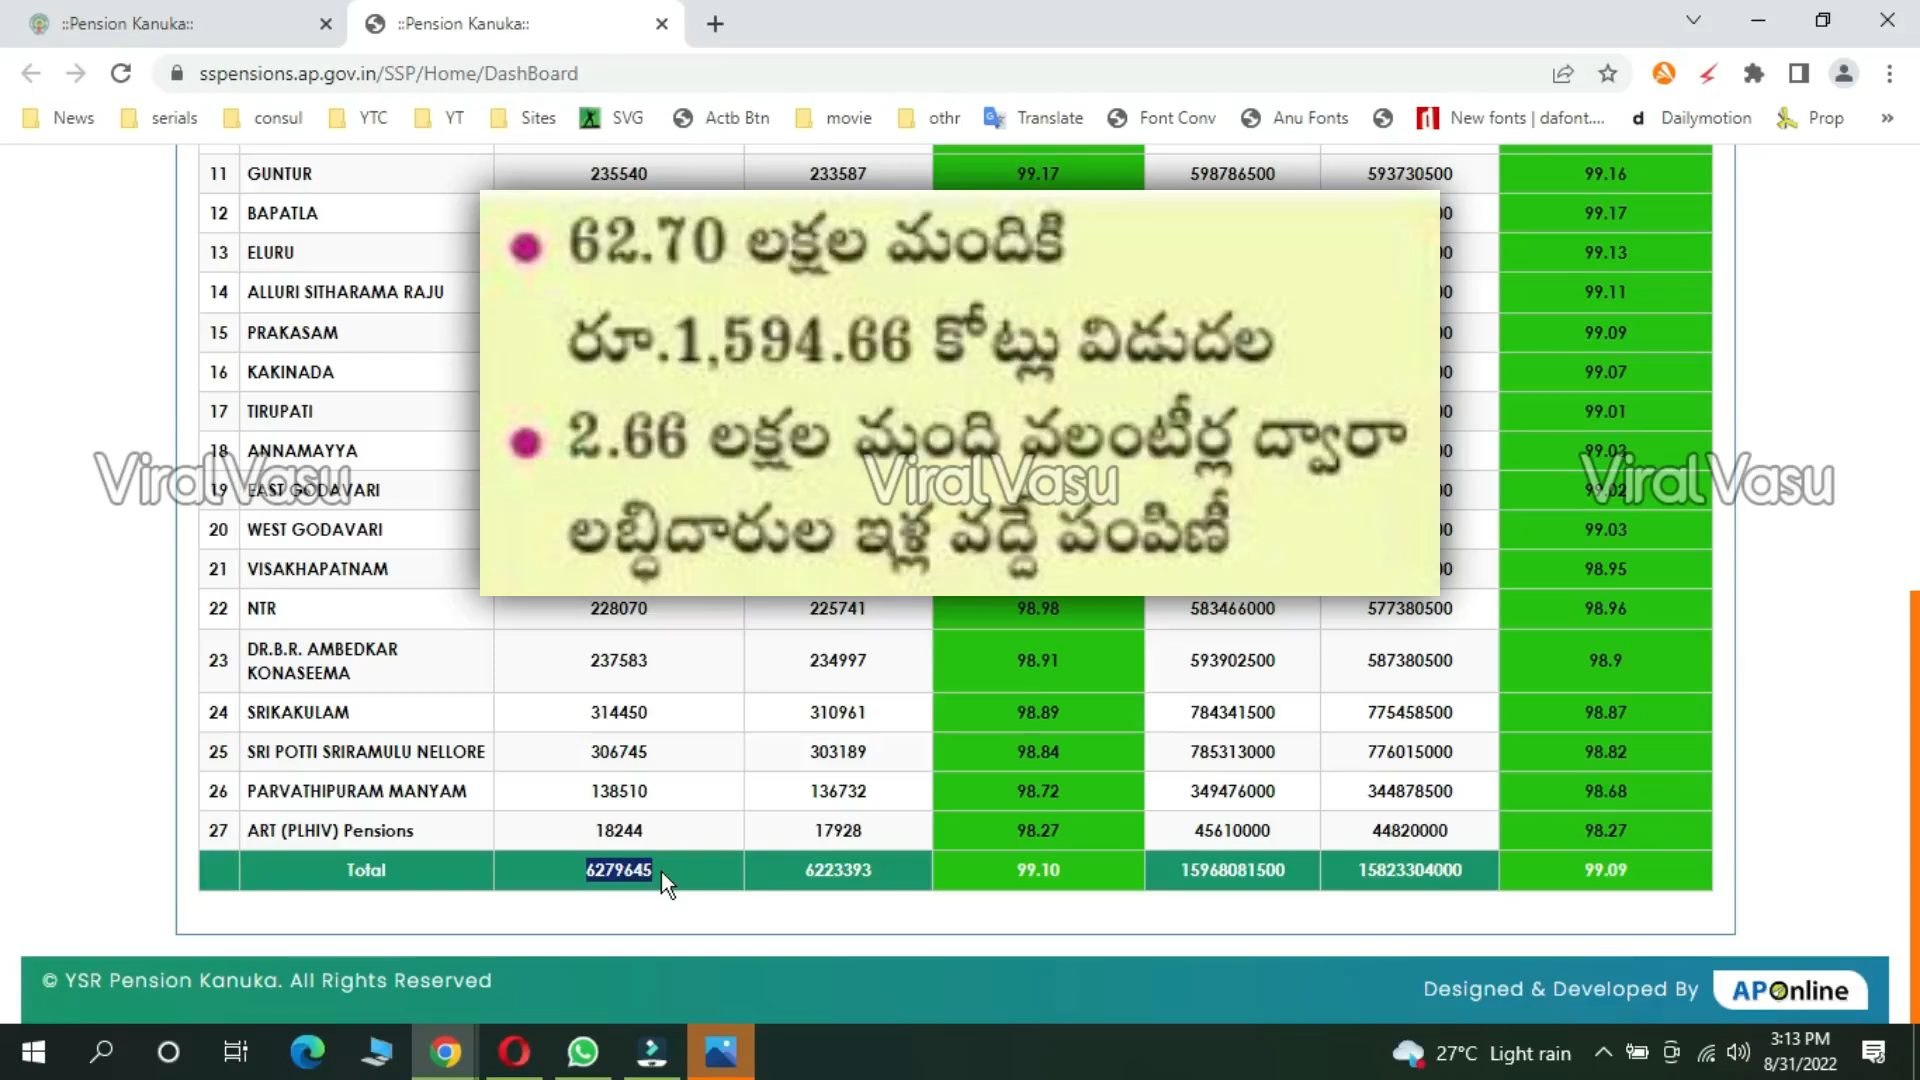 ::Pension Kanuka::
::Pension Kanuka::
sspensions.ap.gov.in/SSP/Home/DashBoard
News serials consul YTC YT Sites SVG Actb Btn movie othr Translate Font Conv Anu Fonts New fonts | dafont.... d Dailymotion Prop »
11 GUNTUR 235540 233587 99.17 598786500 593730500 99.16
12 BAPATLA 99.17
13 ELURU 99.13
14 ALLURI SITHARAMA RAJU 99.11
15 PRAKASAM 99.09
16 KAKINADA 99.07
17 TIRUPATI 99.01
18 ANNAMAYYA 99.03
19 EAST GODAVARI 99.02
20 WEST GODAVARI 99.03
21 VISAKHAPATNAM 98.95
62.70 లక్షల మందికి
రూ.1,594.66 కోట్లు విడుదల
2.66 లక్షల మంది వలంటీర్ల ద్వారా
లబ్ధిదారుల ఇళ్ల వద్దే పంపిణీ
Viral Vasu Viral Vasu Viral Vasu
22 NTR 228070 225741 98.98 583466000 577380500 98.96
23 DR.B.R. AMBEDKAR KONASEEMA 237583 234997 98.91 593902500 587380500 98.9
24 SRIKAKULAM 314450 310961 98.89 784341500 775458500 98.87
25 SRI POTTI SRIRAMULU NELLORE 306745 303189 98.84 785313000 776015000 98.82
26 PARVATHIPURAM MANYAM 138510 136732 98.72 349476000 344878500 98.68
27 ART (PLHIV) Pensions 18244 17928 98.27 45610000 44820000 98.27
Total 6279645 6223393 99.10 15968081500 15823304000 99.09
© YSR Pension Kanuka. All Rights Reserved
Designed & Developed By APOnline
27°C Light rain
3:13 PM
8/31/2022